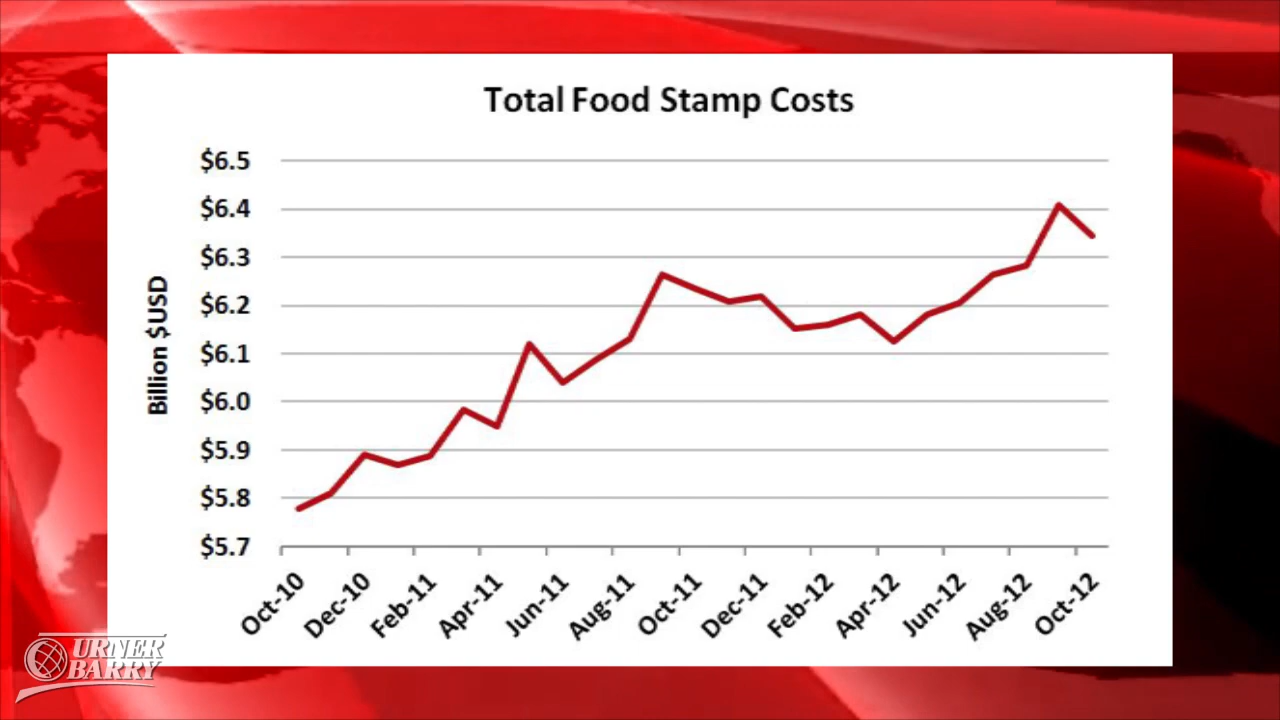 Total Food Stamp Costs
$6.5
$6.4
$6.3
$6.2
$6.1
$6.0
$5.9
$5.8
$5.7
Billion $USD
Oct-10
Dec-10
Feb-11
Apr-11
Jun-11
Aug-11
Oct-11
Dec-11
Feb-12
Apr-12
Jun-12
Aug-12
Oct-12
URNER
BARRY